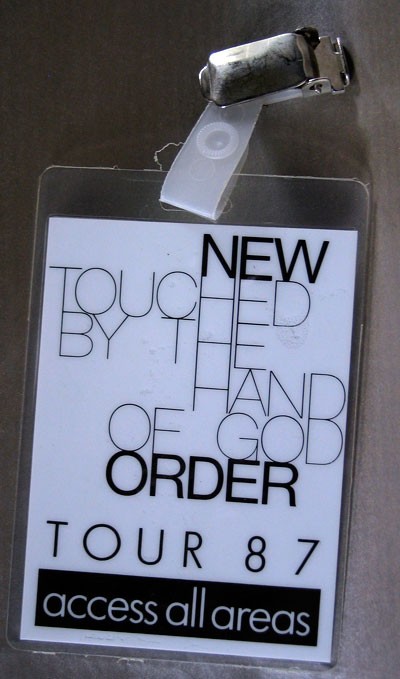 NEW
TOUCHED
BY THE
HAND
OF GOD
ORDER
TOUR 87
access all areas